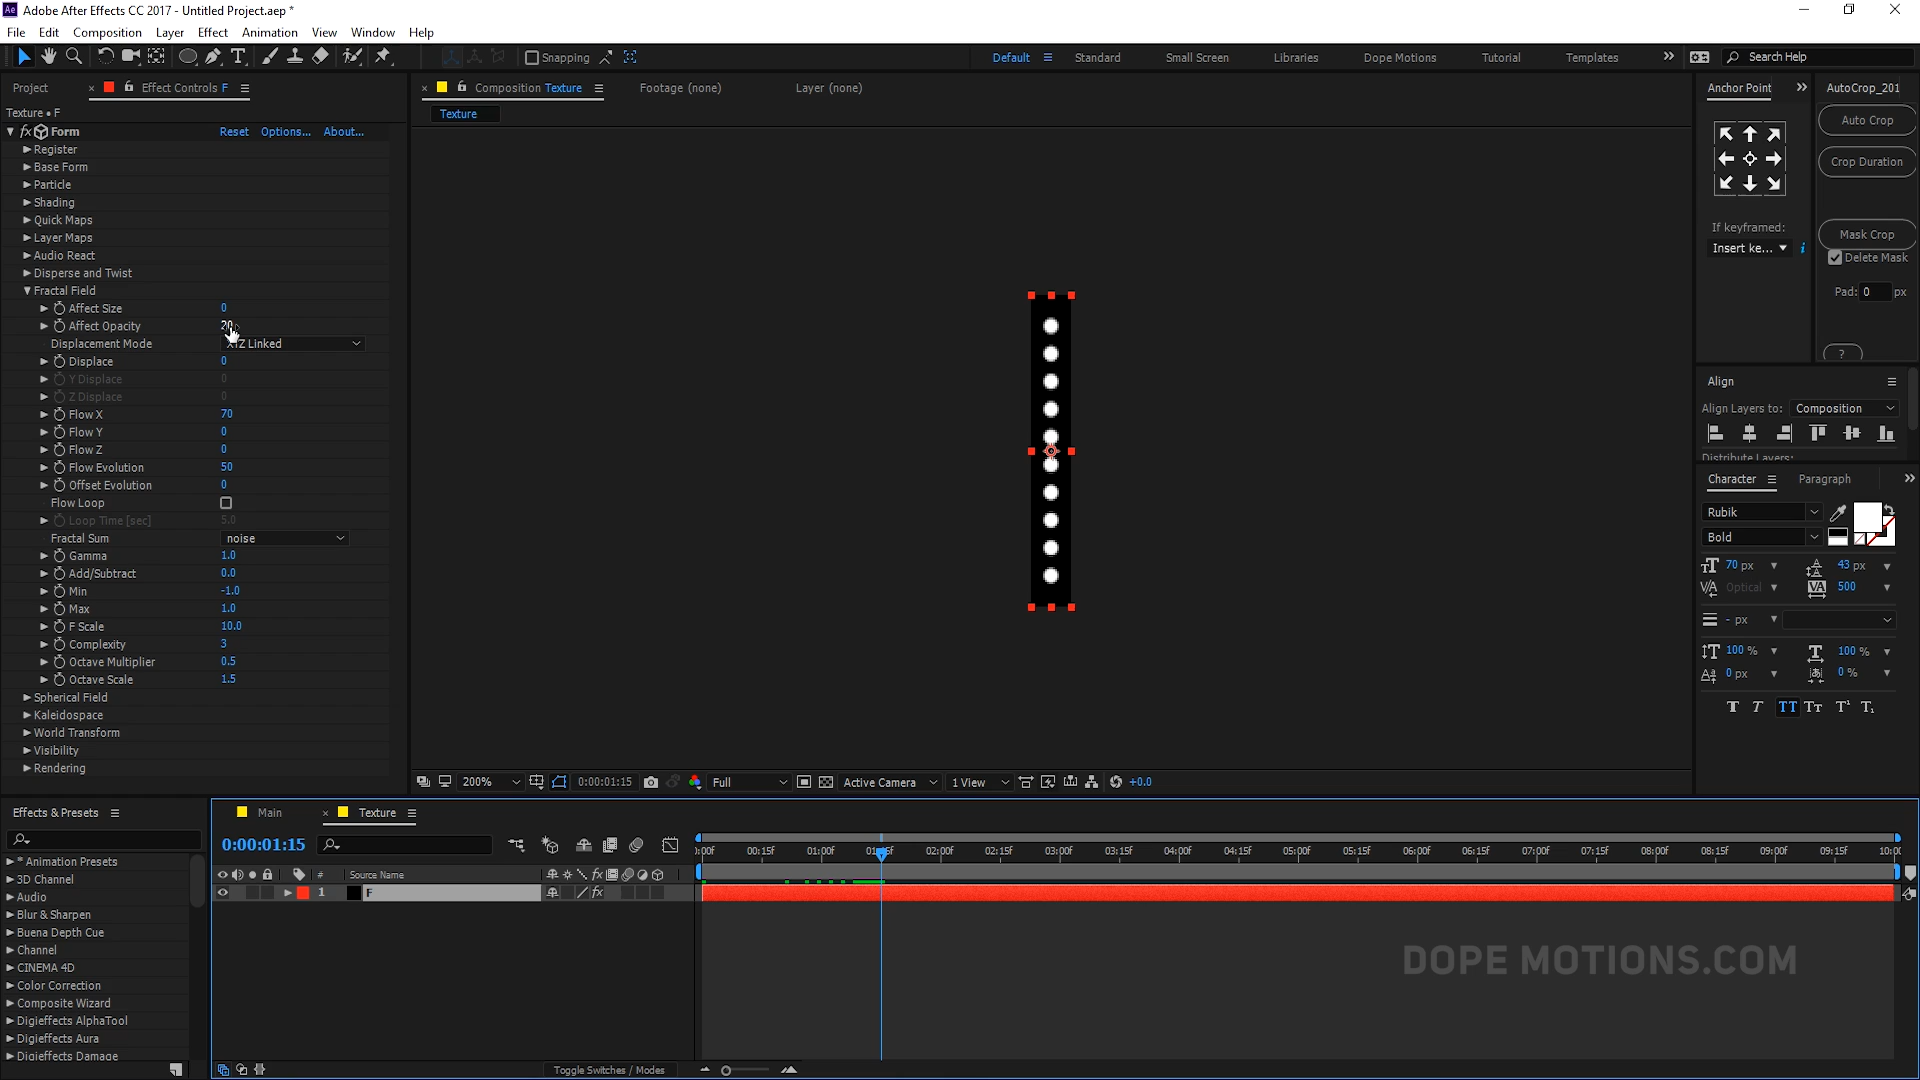 Adobe After Effects CC 2017 - Untitled Project.aep *
File Edit Composition Layer Effect Animation View Window Help
Snapping Default Standard Small Screen Libraries Dope Motions Tutorial Templates Search Help
Project Effect Controls F Composition Texture Footage (none) Layer (none) Anchor Point AutoCrop_201
Texture • F
Texture
Auto Crop
Form Reset Options... About...
Register
Base Form
Crop Duration
Particle
Shading
Quick Maps
If keyframed:
Layer Maps
Mask Crop
Insert ke...
Audio React
Delete Mask
Disperse and Twist
Fractal Field
Pad: 0 px
Affect Size 0
Affect Opacity
Displacement Mode XYZ Linked
?
Displace 0
Y Displace 0
Align
Z Displace 0
Align Layers to: Composition
Flow X 70
Flow Y 0
Flow Z 0
Distribute Layers:
Flow Evolution 50
Character Paragraph
Offset Evolution 0
Flow Loop
Rubik
Loop Time [sec] 5.0
Fractal Sum noise
Bold
Gamma 1.0
70 px 43 px
Add/Subtract 0.0
Optical 500
Min -1.0
Max 1.0
- px
F Scale 10.0
Complexity 3
100 % 100 %
Octave Multiplier 0.5
0 px 0 %
Octave Scale 1.5
Spherical Field
Kaleidospace
World Transform
Visibility
Rendering
200% 0:00:01:15 Full Active Camera 1 View +0.0
Effects & Presets Main Texture
0:00:01:15
00:15f 01:00f 02:00f 02:15f 03:00f 03:15f 04:00f 04:15f 05:00f 05:15f 06:00f 06:15f 07:00f 07:15f 08:00f 08:15f 09:00f 09:15f
# Source Name
1 F
* Animation Presets
3D Channel
Audio
Blur & Sharpen
Buena Depth Cue
Channel
CINEMA 4D
Color Correction
Composite Wizard
Digieffects AlphaTool
Digieffects Aura
Digieffects Damage
DOPE MOTIONS.COM
Toggle Switches / Modes